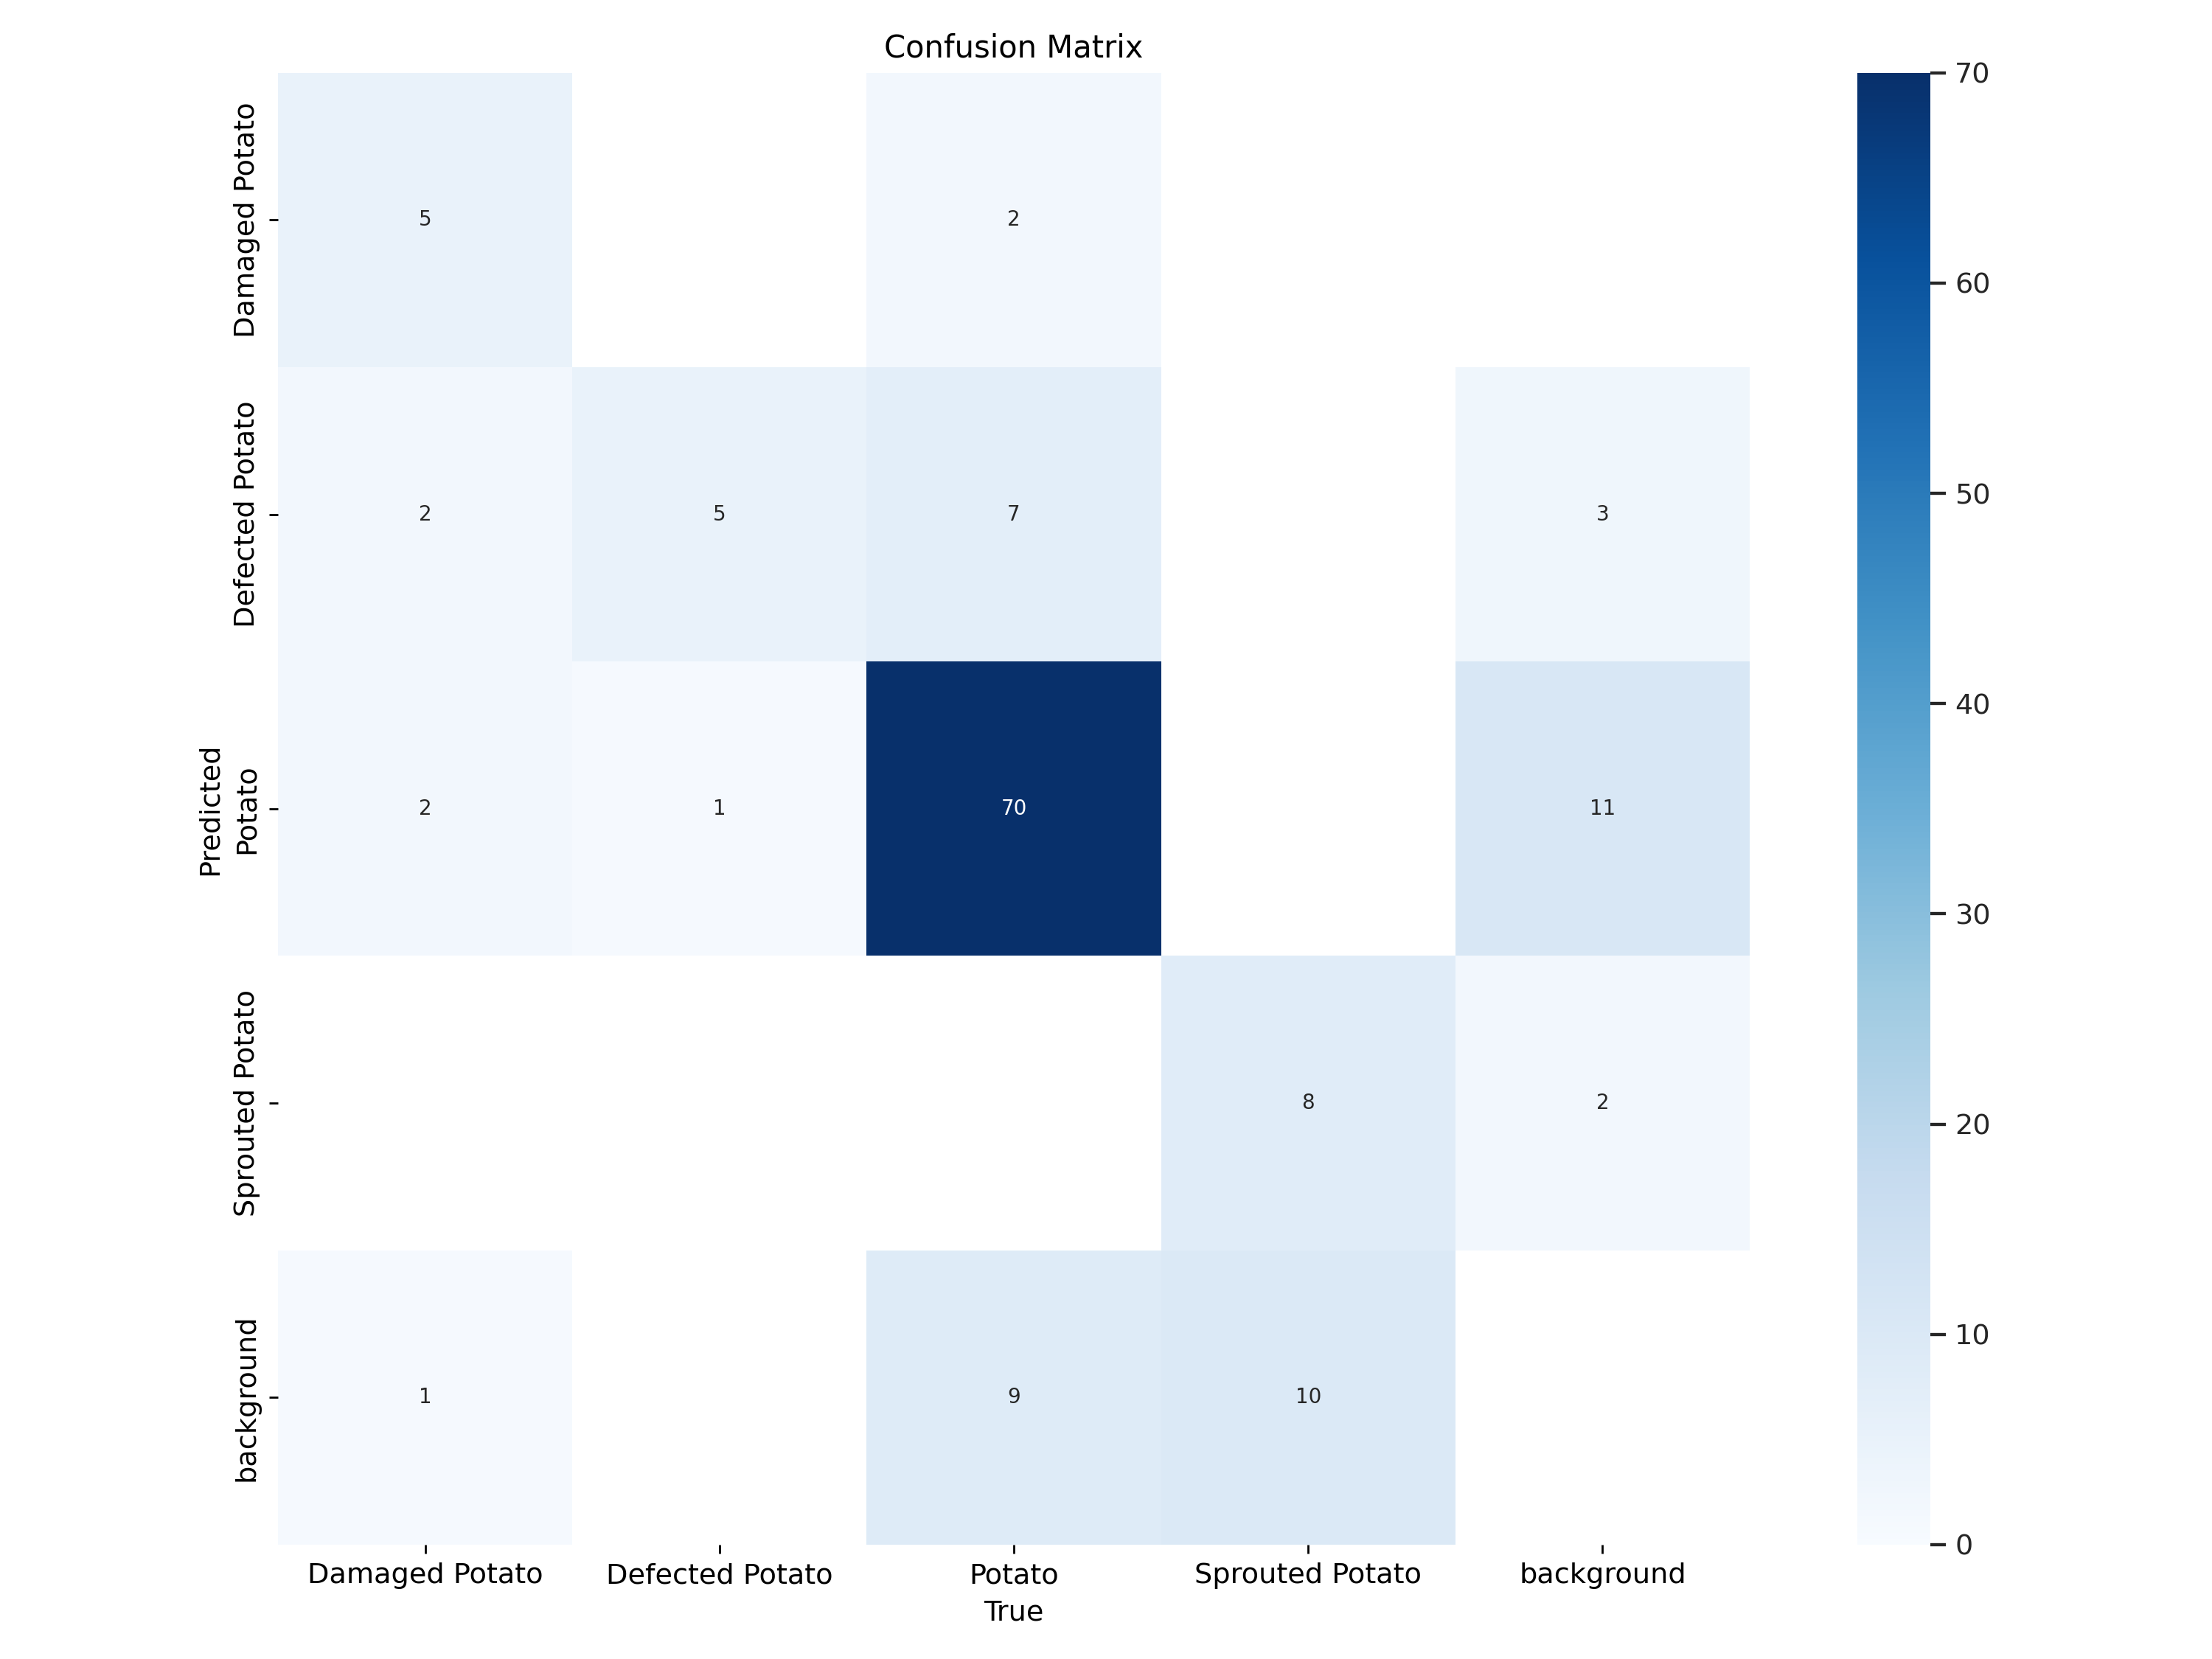 Confusion Matrix
Damaged Potato
5
2
Defected Potato
2
5
7
3
Predicted
Potato
2
1
70
11
Sprouted Potato
8
2
background
1
9
10
Damaged Potato
Defected Potato
Potato
Sprouted Potato
background
True
70
60
50
40
30
20
10
0